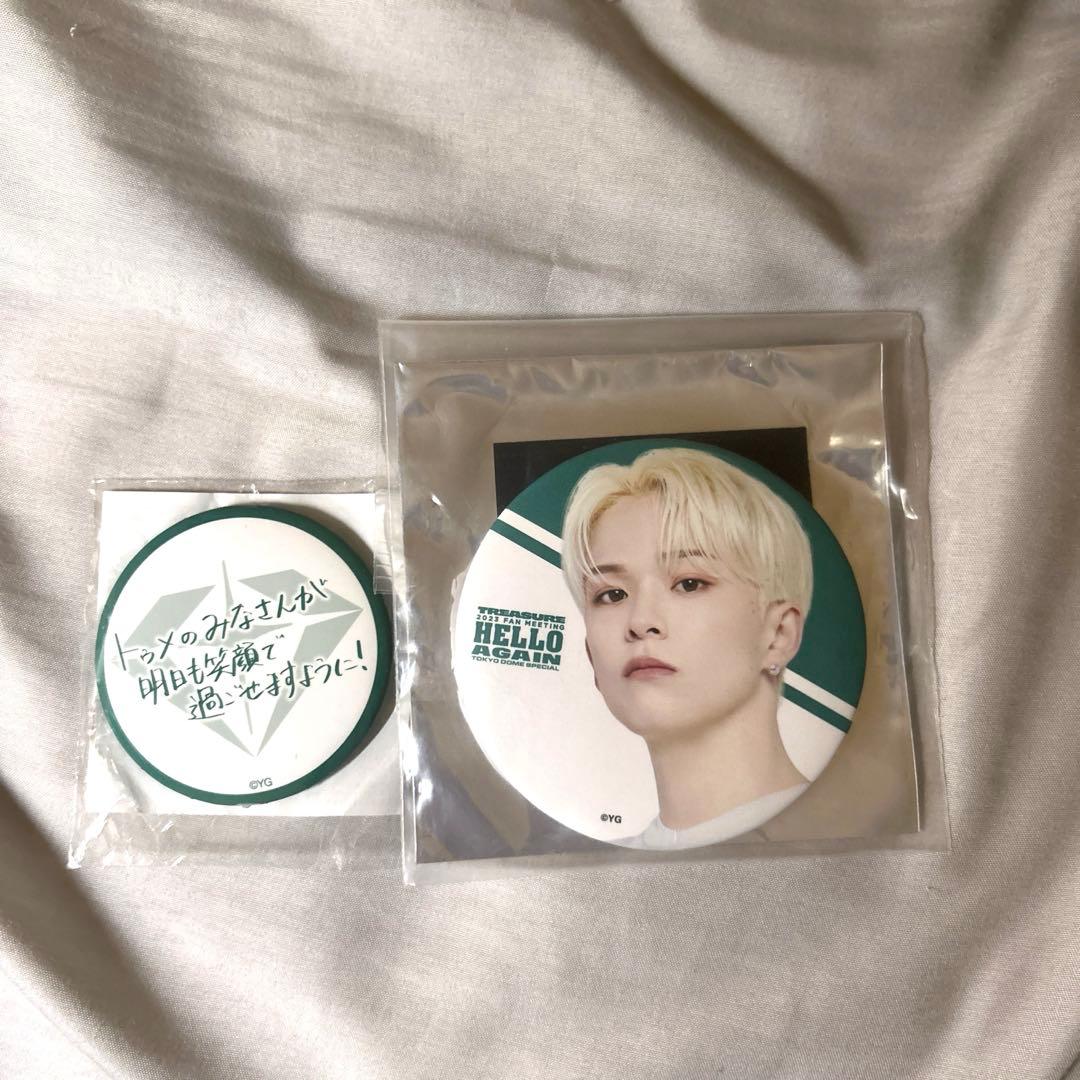 トゥメのみなさんが
明日も笑顔で
過ごせますように!
©YG
TREASURE
2023 FAN MEETING
HELLO
AGAIN
TOKYO DOME SPECIAL
©YG